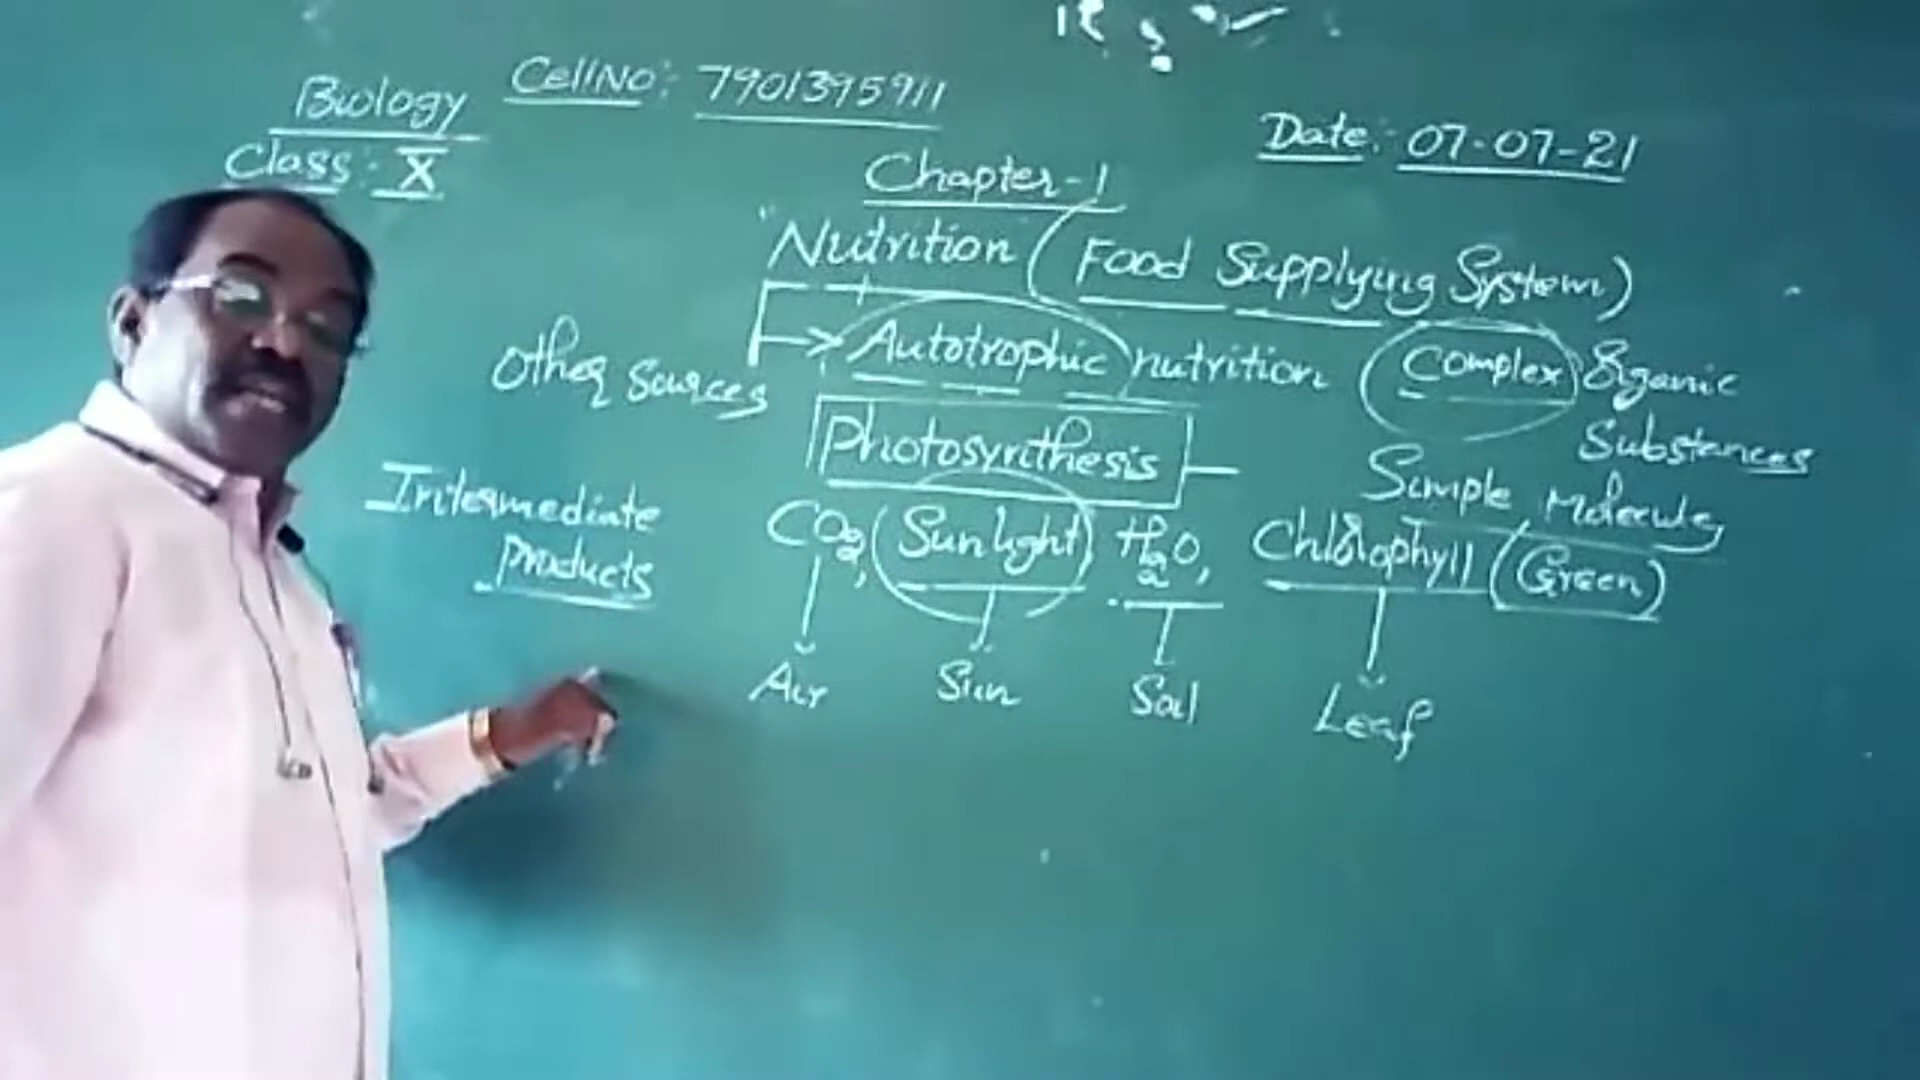 Biology
CellNo: 7901395911
Date: 07-07-21
Class: X
Chapter-1
"Nutrition (Food Supplying System)
Autotrophic nutrition (Complex) Organic
Substances
Other Sources
Photosynthesis
Simple Molecules
Intermediate
Products
CO2, (Sunlight) H2O, Chlorophyll (Green)
Air Sun Soil Leaf